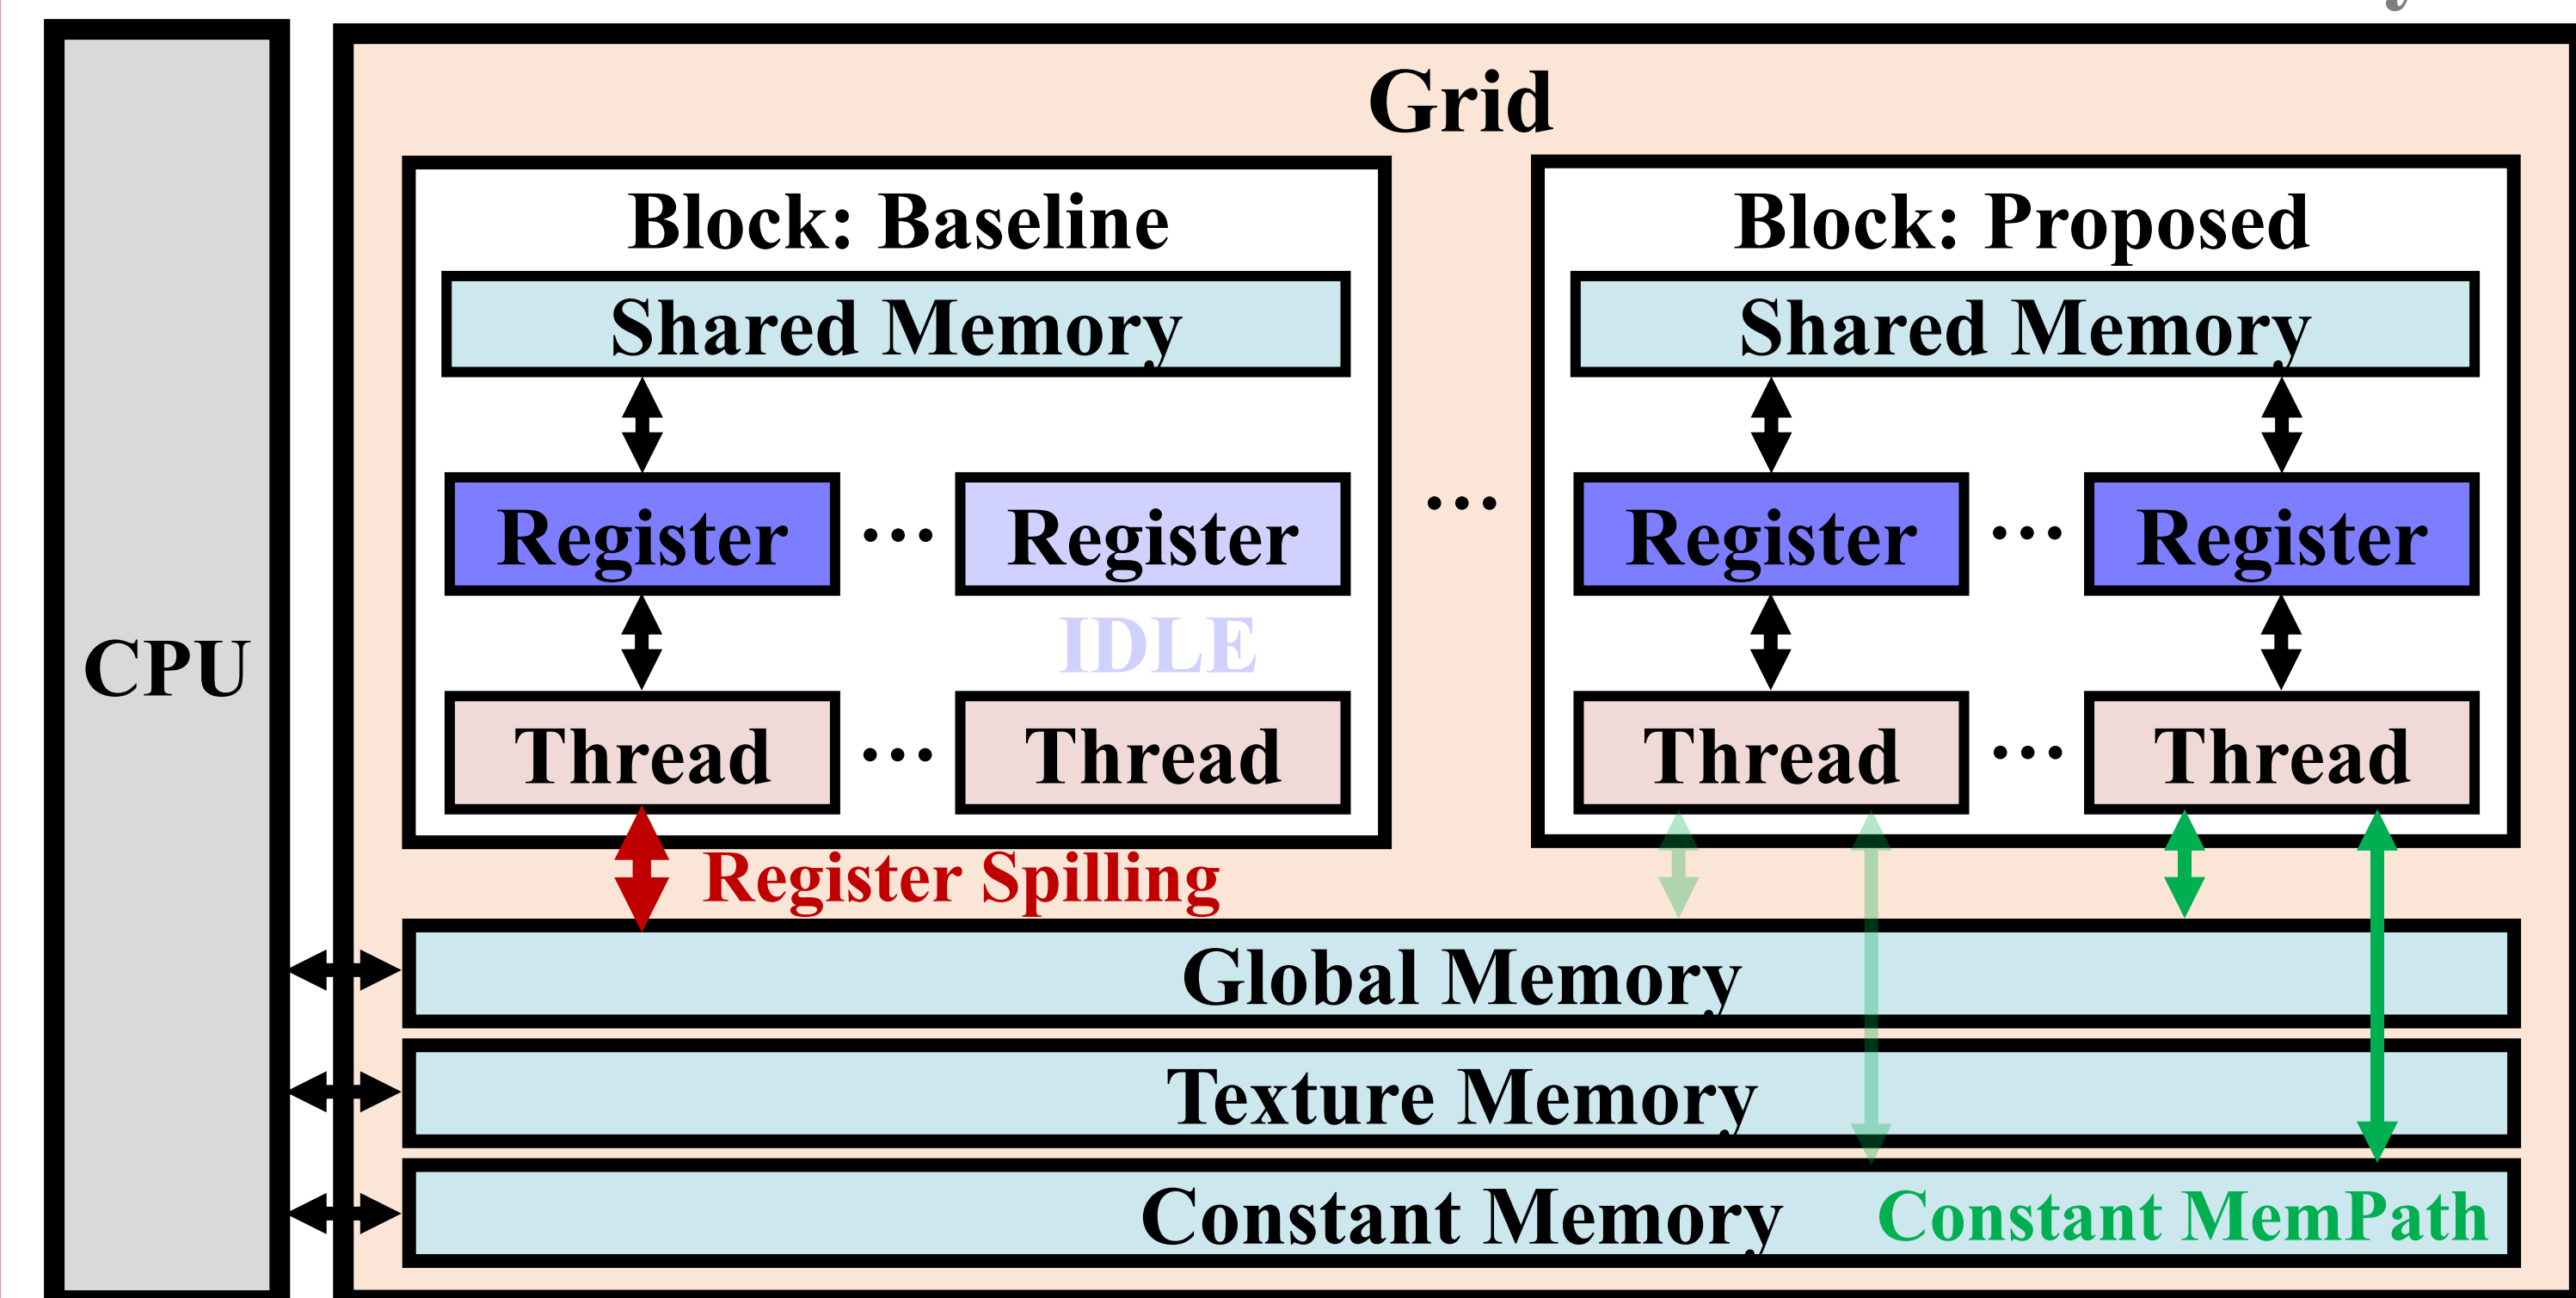 Grid
Block: Baseline
Shared Memory
Register ... Register
IDLE
Thread ... Thread
...
Block: Proposed
Shared Memory
Register ... Register
Thread ... Thread
CPU
Register Spilling
Global Memory
Texture Memory
Constant Memory
Constant MemPath